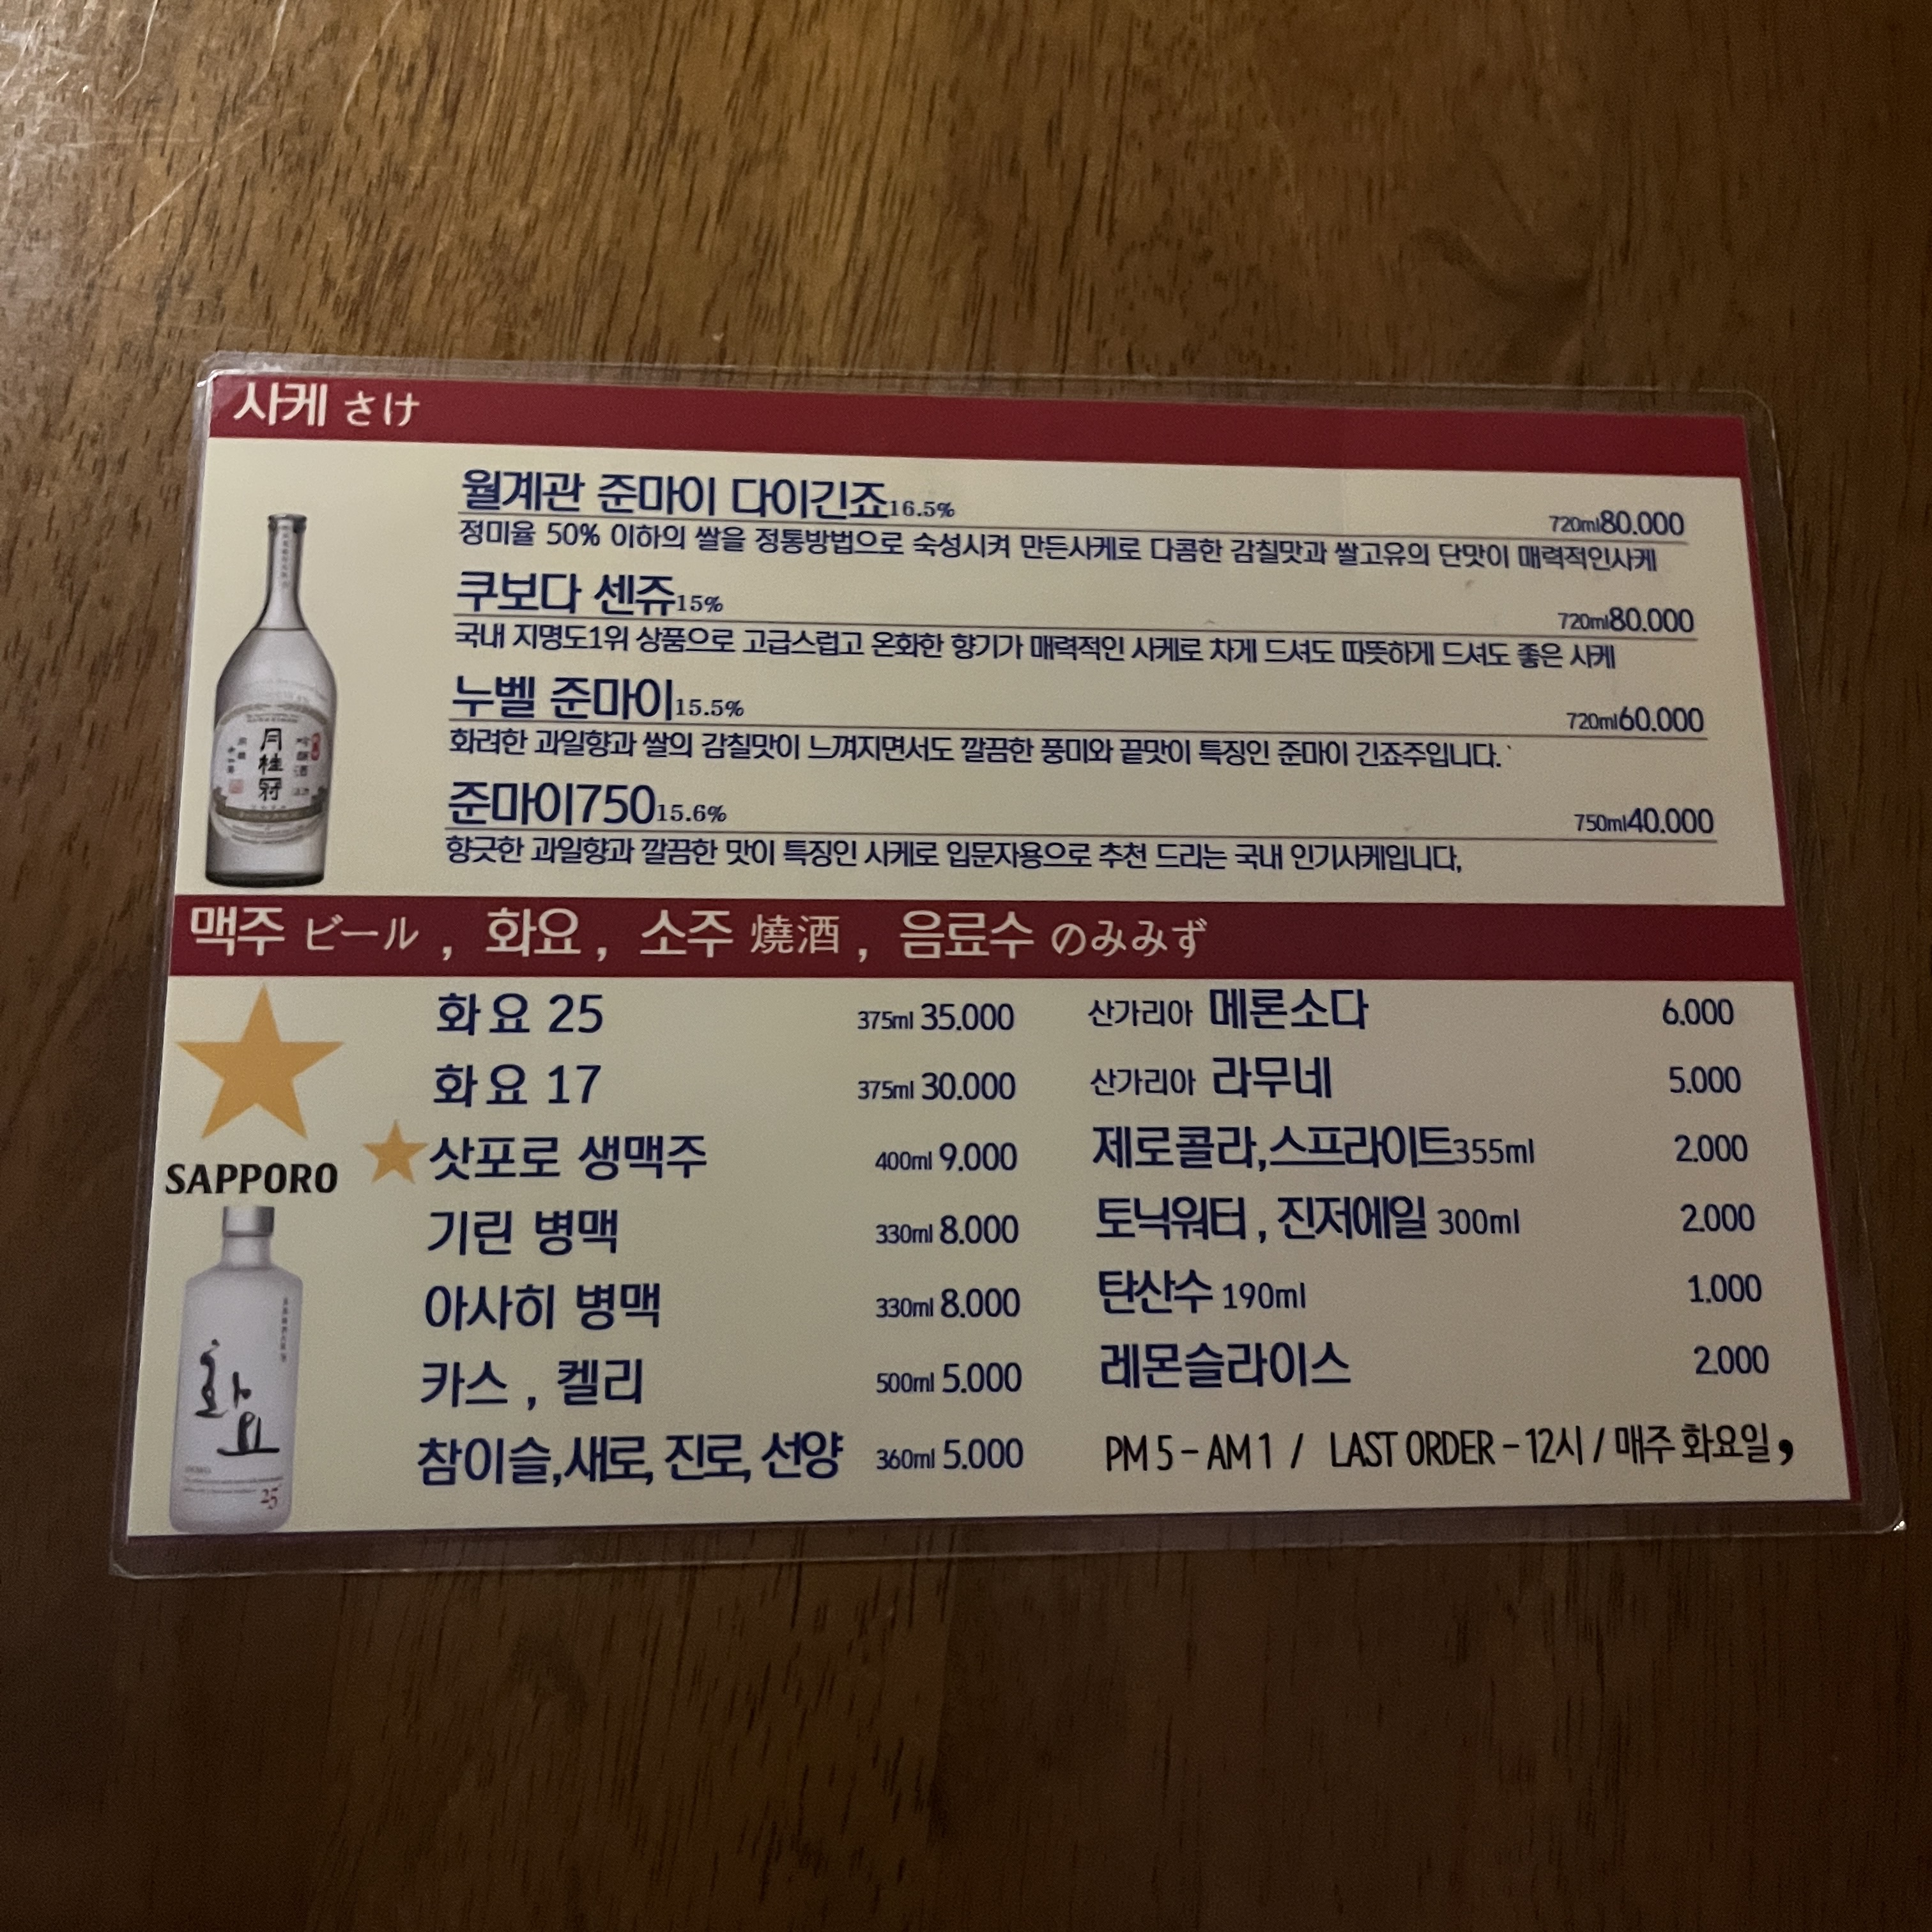 사케 さけ
월계관 준마이 다이긴죠16.5% 720ml80.000
정미율 50% 이하의 쌀을 정통방법으로 숙성시켜 만든사케로 다콤한 감칠맛과 쌀고유의 단맛이 매력적인사케
쿠보다 센쥬15% 720ml80.000
국내 지명도1위 상품으로 고급스럽고 온화한 향기가 매력적인 사케로 차게 드셔도 따뜻하게 드셔도 좋은 사케
누벨 준마이15.5% 720ml60.000
화려한 과일향과 쌀의 감칠맛이 느껴지면서도 깔끔한 풍미와 끝맛이 특징인 준마이 긴죠주입니다.`
준마이750 15.6% 750ml40.000
향긋한 과일향과 깔끔한 맛이 특징인 사케로 입문자용으로 추천 드리는 국내 인기사케입니다,
月桂冠
맥주 ビール , 화요 , 소주 燒酒 , 음료수 のみみず
화요 25 375ml 35.000
화요 17 375ml 30.000
삿포로 생맥주 400ml 9.000
기린 병맥 330ml 8.000
아사히 병맥 330ml 8.000
카스 , 켈리 500ml 5.000
참이슬,새로, 진로, 선양 360ml 5.000
산가리아 메론소다 6.000
산가리아 라무네 5.000
제로콜라,스프라이트355ml 2.000
토닉워터 , 진저에일 300ml 2.000
탄산수 190ml 1.000
레몬슬라이스 2.000
PM 5 – AM 1 / LAST ORDER – 12시 / 매주 화요일 ,
SAPPORO
화요
25